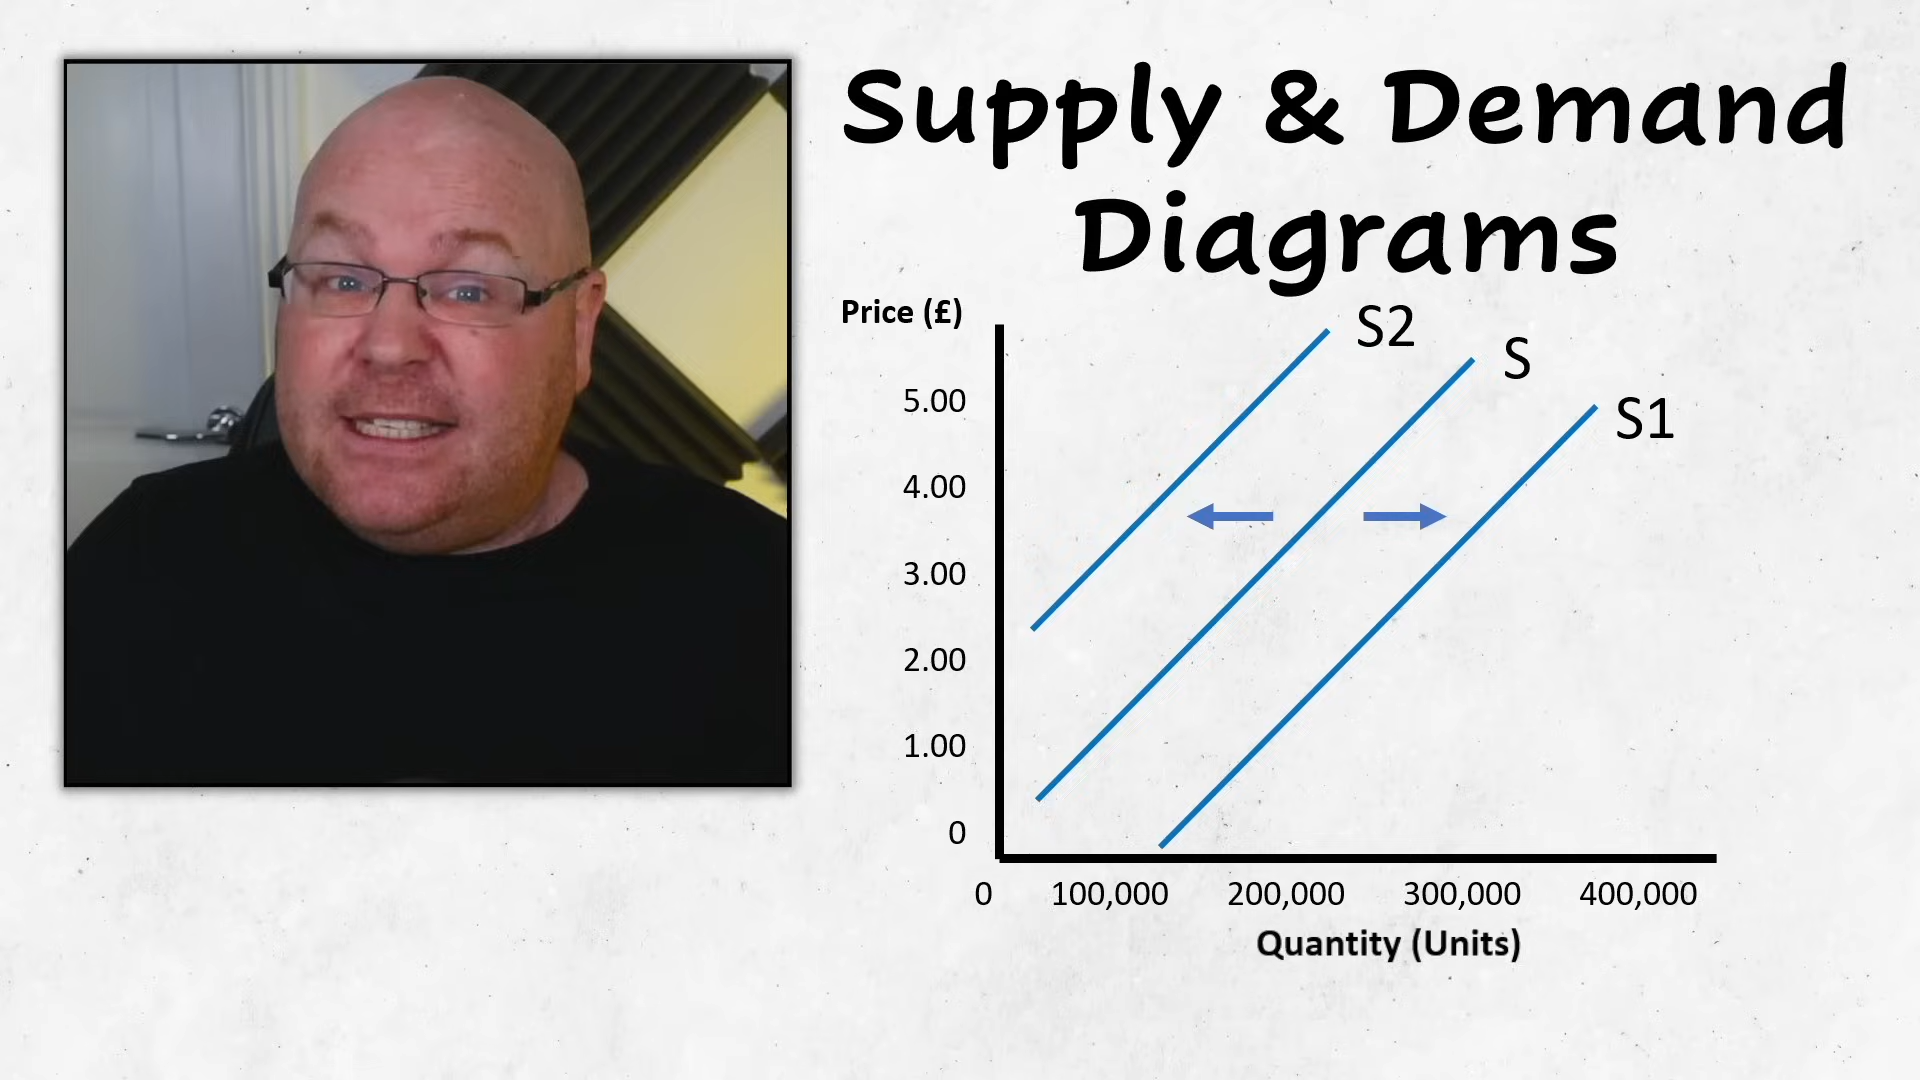 Supply & Demand
Diagrams
Price (£)
S2
S
S1
5.00
4.00
3.00
2.00
1.00
0
0 100,000 200,000 300,000 400,000
Quantity (Units)